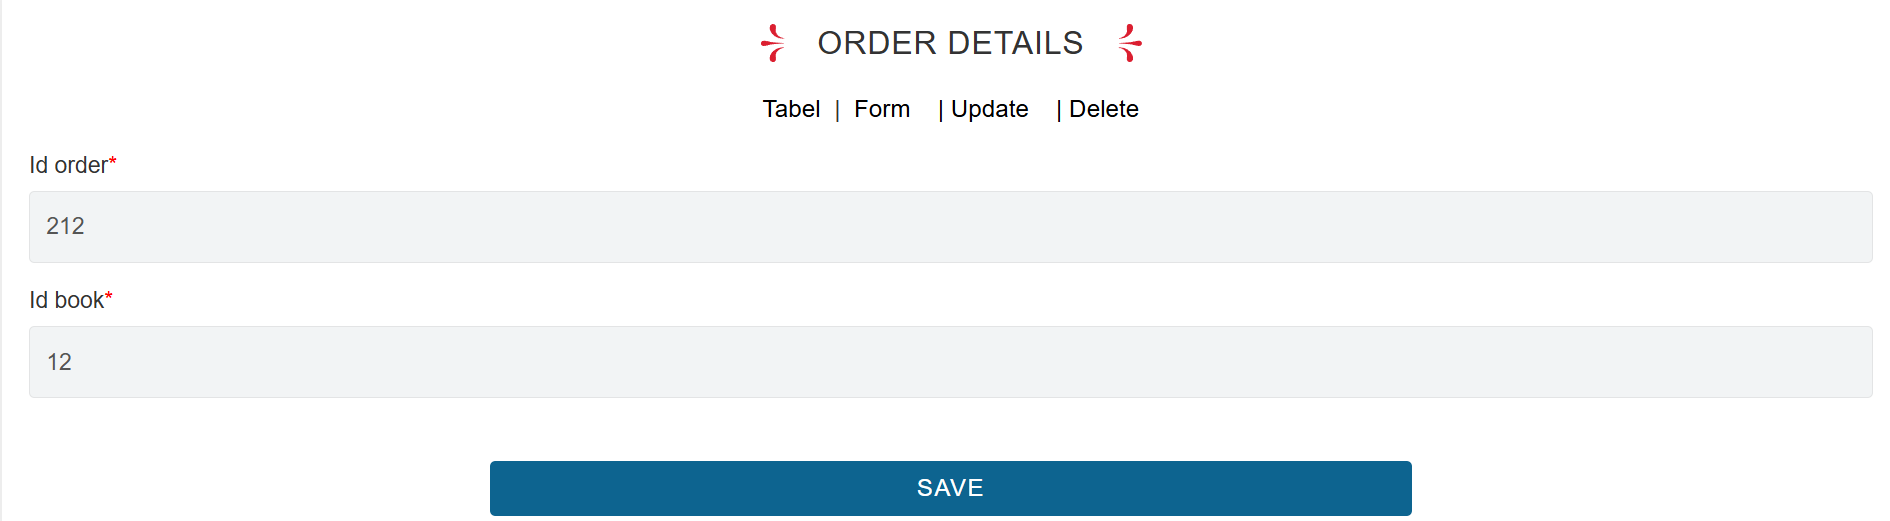 ORDER DETAILS
Tabel | Form | Update | Delete
Id order*
212
Id book*
12
SAVE